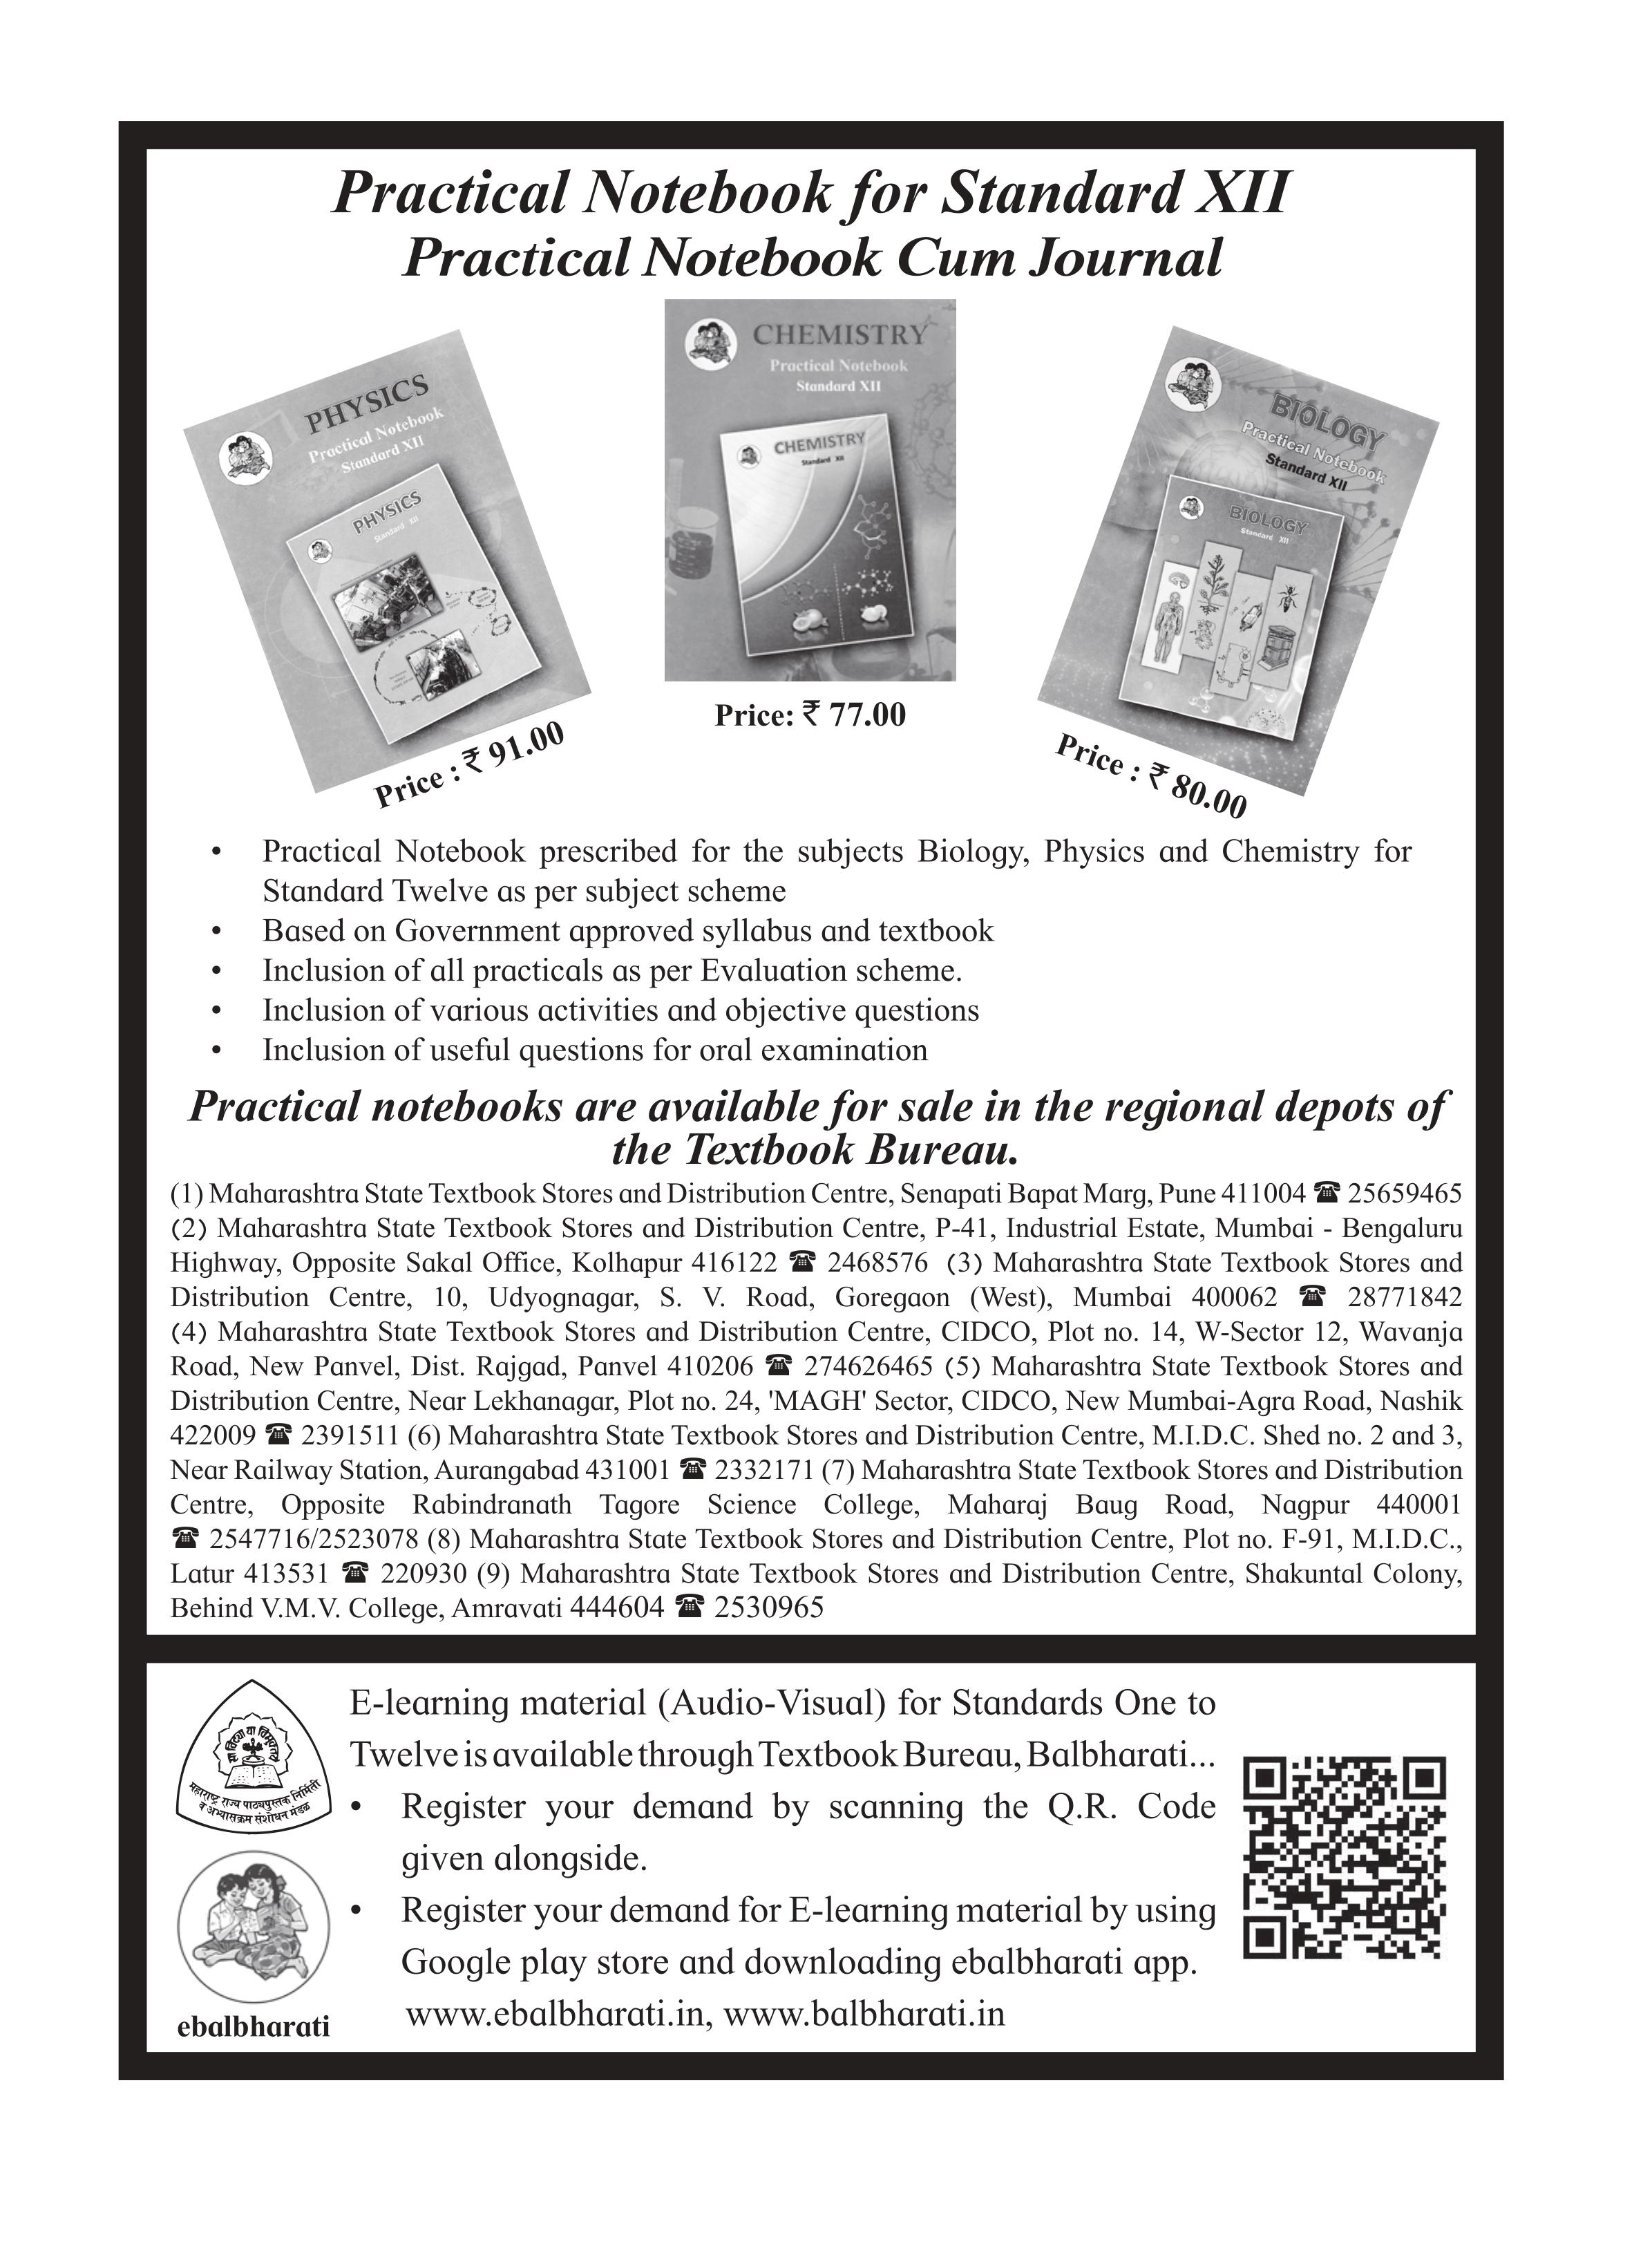 Practical Notebook for Standard XII
Practical Notebook Cum Journal
PHYSICS
Practical Notebook
Standard XII
PHYSICS
Standard XII
Price : ₹ 91.00
CHEMISTRY
Practical Notebook
Standard XII
CHEMISTRY
Standard XII
Price: ₹ 77.00
BIOLOGY
Practical Notebook
Standard XII
BIOLOGY
Standard XII
Price : ₹ 80.00
• Practical Notebook prescribed for the subjects Biology, Physics and Chemistry for
Standard Twelve as per subject scheme
• Based on Government approved syllabus and textbook
• Inclusion of all practicals as per Evaluation scheme.
• Inclusion of various activities and objective questions
• Inclusion of useful questions for oral examination
Practical notebooks are available for sale in the regional depots of
the Textbook Bureau.
(1) Maharashtra State Textbook Stores and Distribution Centre, Senapati Bapat Marg, Pune 411004 ☎ 25659465
(2) Maharashtra State Textbook Stores and Distribution Centre, P-41, Industrial Estate, Mumbai - Bengaluru
Highway, Opposite Sakal Office, Kolhapur 416122 ☎ 2468576 (3) Maharashtra State Textbook Stores and
Distribution Centre, 10, Udyognagar, S. V. Road, Goregaon (West), Mumbai 400062 ☎ 28771842
(4) Maharashtra State Textbook Stores and Distribution Centre, CIDCO, Plot no. 14, W-Sector 12, Wavanja
Road, New Panvel, Dist. Rajgad, Panvel 410206 ☎ 274626465 (5) Maharashtra State Textbook Stores and
Distribution Centre, Near Lekhanagar, Plot no. 24, 'MAGH' Sector, CIDCO, New Mumbai-Agra Road, Nashik
422009 ☎ 2391511 (6) Maharashtra State Textbook Stores and Distribution Centre, M.I.D.C. Shed no. 2 and 3,
Near Railway Station, Aurangabad 431001 ☎ 2332171 (7) Maharashtra State Textbook Stores and Distribution
Centre, Opposite Rabindranath Tagore Science College, Maharaj Baug Road, Nagpur 440001
☎ 2547716/2523078 (8) Maharashtra State Textbook Stores and Distribution Centre, Plot no. F-91, M.I.D.C.,
Latur 413531 ☎ 220930 (9) Maharashtra State Textbook Stores and Distribution Centre, Shakuntal Colony,
Behind V.M.V. College, Amravati 444604 ☎ 2530965
सा विद्या या विमुक्तये
महाराष्ट्र राज्य पाठ्यपुस्तक निर्मिती
व अभ्यासक्रम संशोधन मंडळ
ebalbharati
E-learning material (Audio-Visual) for Standards One to
Twelve is available through Textbook Bureau, Balbharati...
• Register your demand by scanning the Q.R. Code
given alongside.
• Register your demand for E-learning material by using
Google play store and downloading ebalbharati app.
www.ebalbharati.in, www.balbharati.in